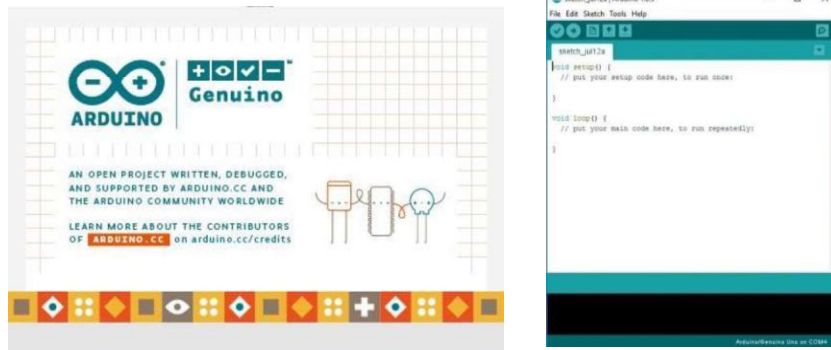 ARDUINO
Genuino
AN OPEN PROJECT WRITTEN, DEBUGGED,
AND SUPPORTED BY ARDUINO.CC AND
THE ARDUINO COMMUNITY WORLDWIDE
LEARN MORE ABOUT THE CONTRIBUTORS
OF ARDUINO.CC on arduino.cc/credits
File Edit Sketch Tools Help
sketch_jul12a
void setup() {
// put your setup code here, to run once:
}
void loop() {
// put your main code here, to run repeatedly:
}
Arduino/Genuino Uno on COM4